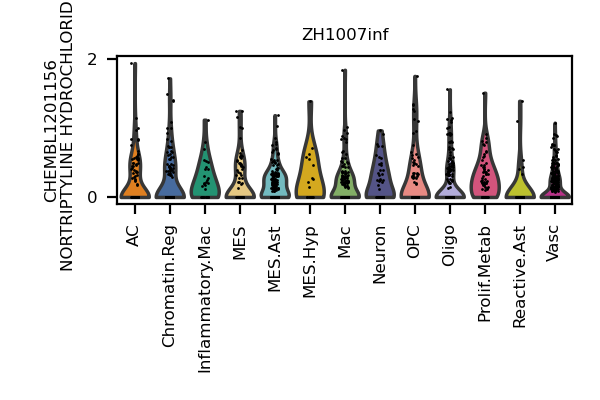 ZH1007inf
CHEMBL1201156
NORTRIPTYLINE HYDROCHLORID
2
0
AC
Chromatin.Reg
Inflammatory.Mac
MES
MES.Ast
MES.Hyp
Mac
Neuron
OPC
Oligo
Prolif.Metab
Reactive.Ast
Vasc